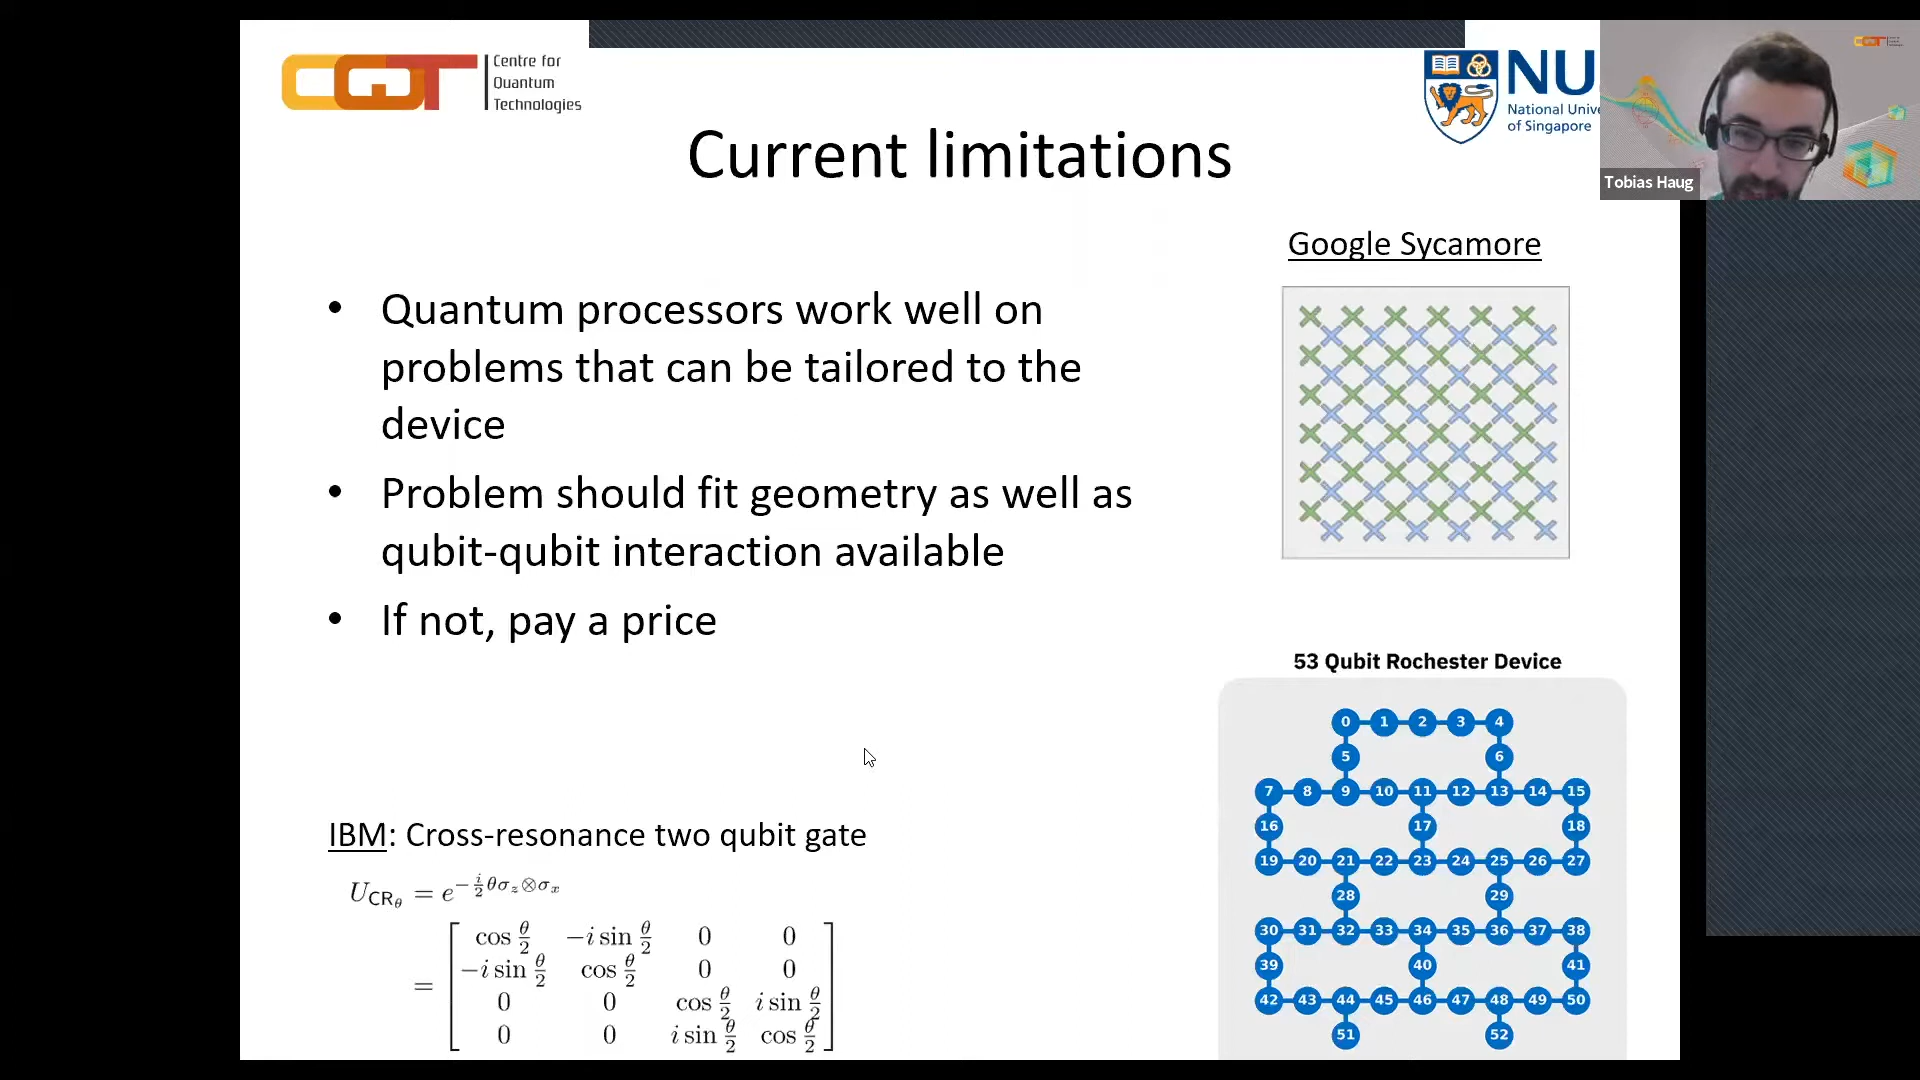 Centre for
Quantum
Technologies
NU
National Unive
of Singapore
Tobias Haug
Current limitations
• Quantum processors work well on
problems that can be tailored to the
device
• Problem should fit geometry as well as
qubit-qubit interaction available
• If not, pay a price
IBM: Cross-resonance two qubit gate
U_{CR_θ} = e^{-\frac{i}{2}θσ_z⊗σ_x}
= [ cos θ/2 −i sin θ/2 0 0
−i sin θ/2 cos θ/2 0 0
0 0 cos θ/2 i sin θ/2
0 0 i sin θ/2 cos θ/2 ]
Google Sycamore
53 Qubit Rochester Device
0 1 2 3 4
5 6
7 8 9 10 11 12 13 14 15
16 17 18
19 20 21 22 23 24 25 26 27
28 29
30 31 32 33 34 35 36 37 38
39 40 41
42 43 44 45 46 47 48 49 50
51 52